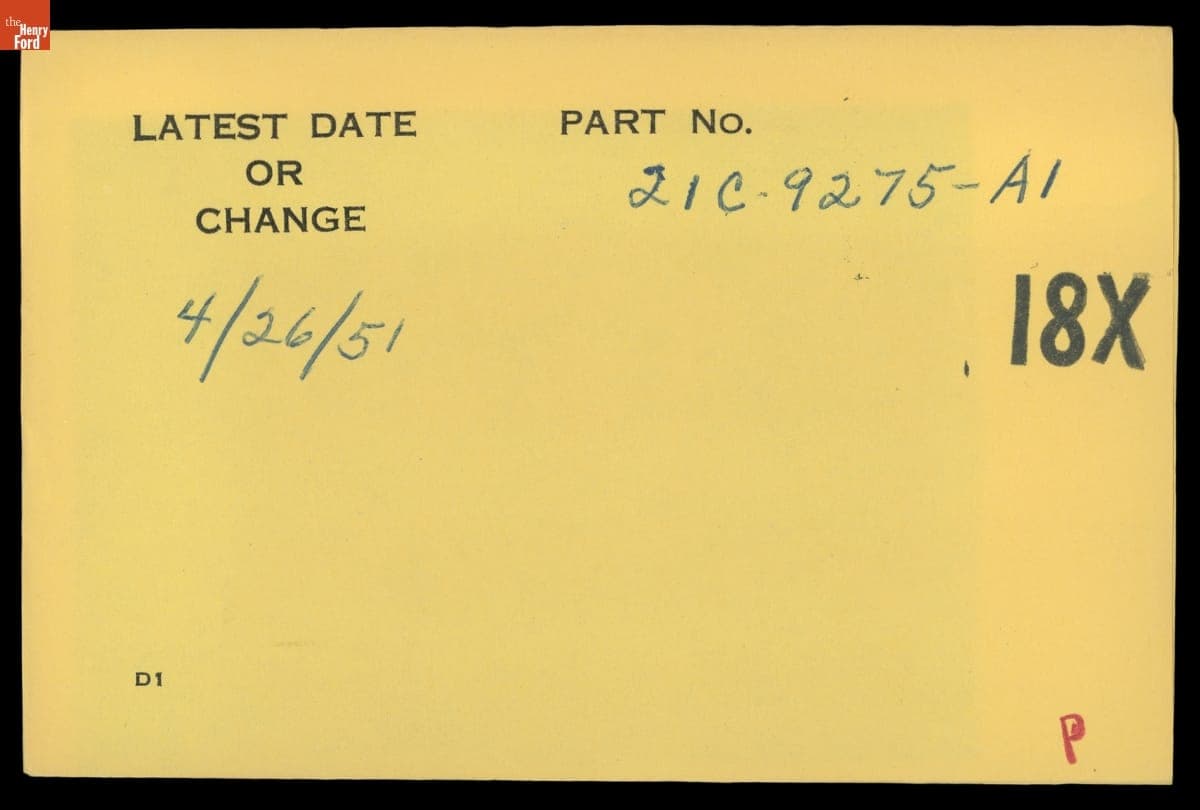 the
Henry
Ford
LATEST DATE
OR
CHANGE
PART No.
21C-9275-A1
4/26/51
18X
D1
P